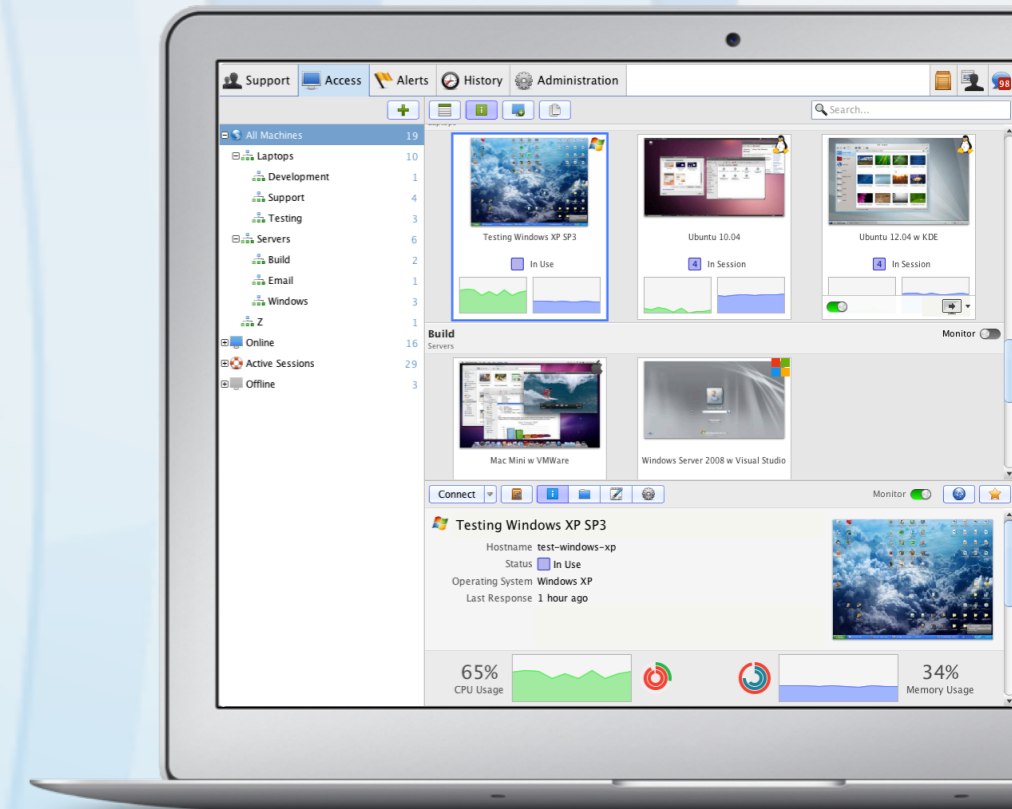 Support Access Alerts History Administration
98
Search...
All Machines 19
Laptops 10
Development 1
Support 4
Testing 3
Servers 6
Build 2
Email 1
Windows 3
Z 1
Online 16
Active Sessions 29
Offline 3
Testing Windows XP SP3
In Use
Ubuntu 10.04
4 In Session
Ubuntu 12.04 w KDE
4 In Session
Build
Servers
Monitor
Mac Mini w VMWare
Windows Server 2008 w Visual Studio
Connect
Monitor
Testing Windows XP SP3
Hostname test-windows-xp
Status In Use
Operating System Windows XP
Last Response 1 hour ago
65%
CPU Usage
34%
Memory Usage